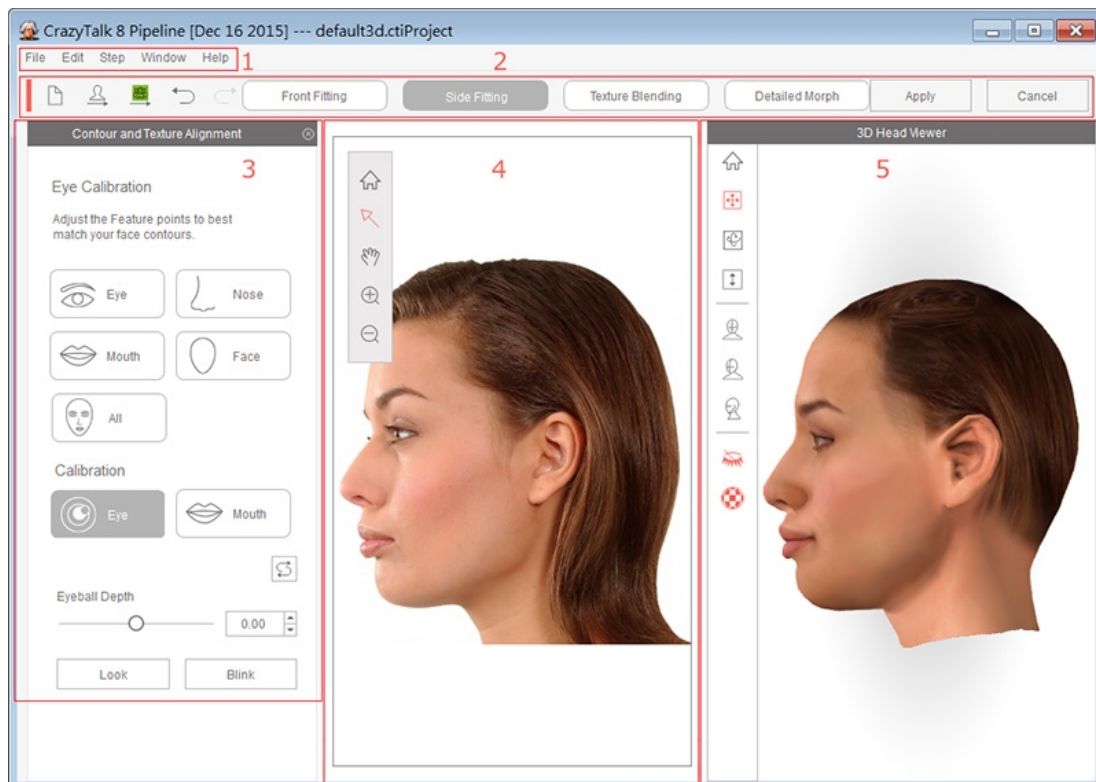 CrazyTalk 8 Pipeline [Dec 16 2015] --- default3d.ctiProject
File Edit Step Window Help 1
2
Front Fitting Side Fitting Texture Blending Detailed Morph Apply Cancel
Contour and Texture Alignment
3
Eye Calibration
Adjust the Feature points to best
match your face contours.
Eye Nose
Mouth Face
All
Calibration
Eye Mouth
Eyeball Depth
0.00
Look Blink
4
3D Head Viewer
5